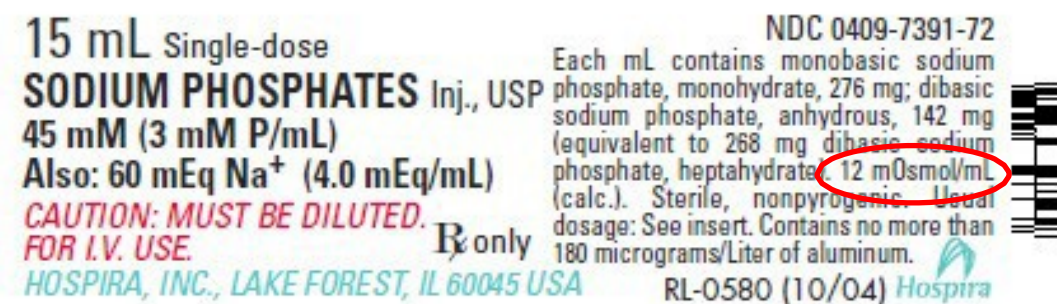 15 mL Single-dose
SODIUM PHOSPHATES Inj., USP
45 mM (3 mM P/mL)
Also: 60 mEq Na+ (4.0 mEq/mL)
CAUTION: MUST BE DILUTED.
FOR I.V. USE.
Rx only
HOSPIRA, INC., LAKE FOREST, IL 60045 USA
NDC 0409-7391-72
Each mL contains monobasic sodium
phosphate, monohydrate, 276 mg; dibasic
sodium phosphate, anhydrous, 142 mg
(equivalent to 268 mg dibasic sodium
phosphate, heptahydrate). 12 mOsmol/mL
(calc.). Sterile, nonpyrogenic. Usual
dosage: See insert. Contains no more than
180 micrograms/Liter of aluminum.
RL-0580 (10/04) Hospira